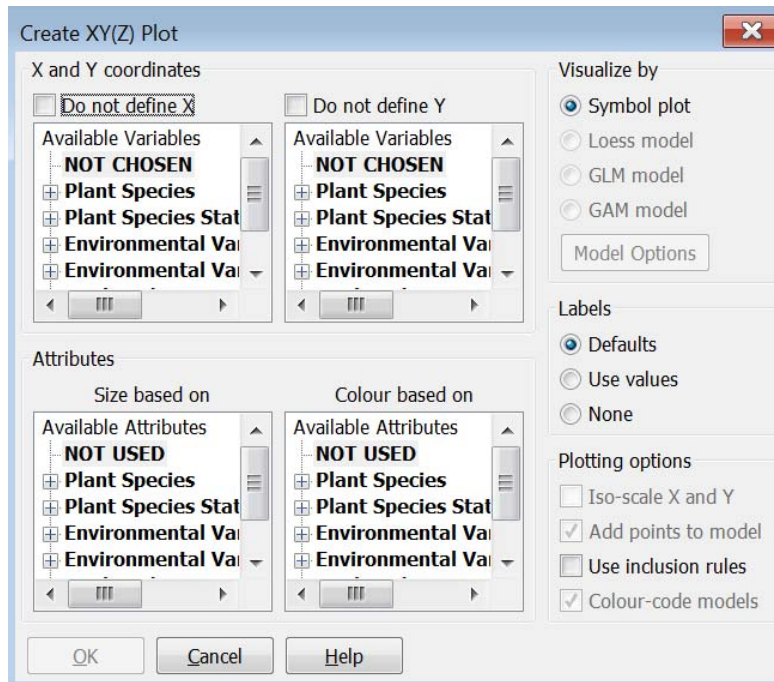 Create XY(Z) Plot
X and Y coordinates
Do not define X
Available Variables
NOT CHOSEN
Plant Species
Plant Species Stat
Environmental Va
Environmental Va
Do not define Y
Available Variables
NOT CHOSEN
Plant Species
Plant Species Stat
Environmental Va
Environmental Va
Attributes
Size based on
Available Attributes
NOT USED
Plant Species
Plant Species Stat
Environmental Va
Environmental Va
Colour based on
Available Attributes
NOT USED
Plant Species
Plant Species Stat
Environmental Va
Environmental Va
Visualize by
Symbol plot
Loess model
GLM model
GAM model
Model Options
Labels
Defaults
Use values
None
Plotting options
Iso-scale X and Y
Add points to model
Use inclusion rules
Colour-code models
OK
Cancel
Help